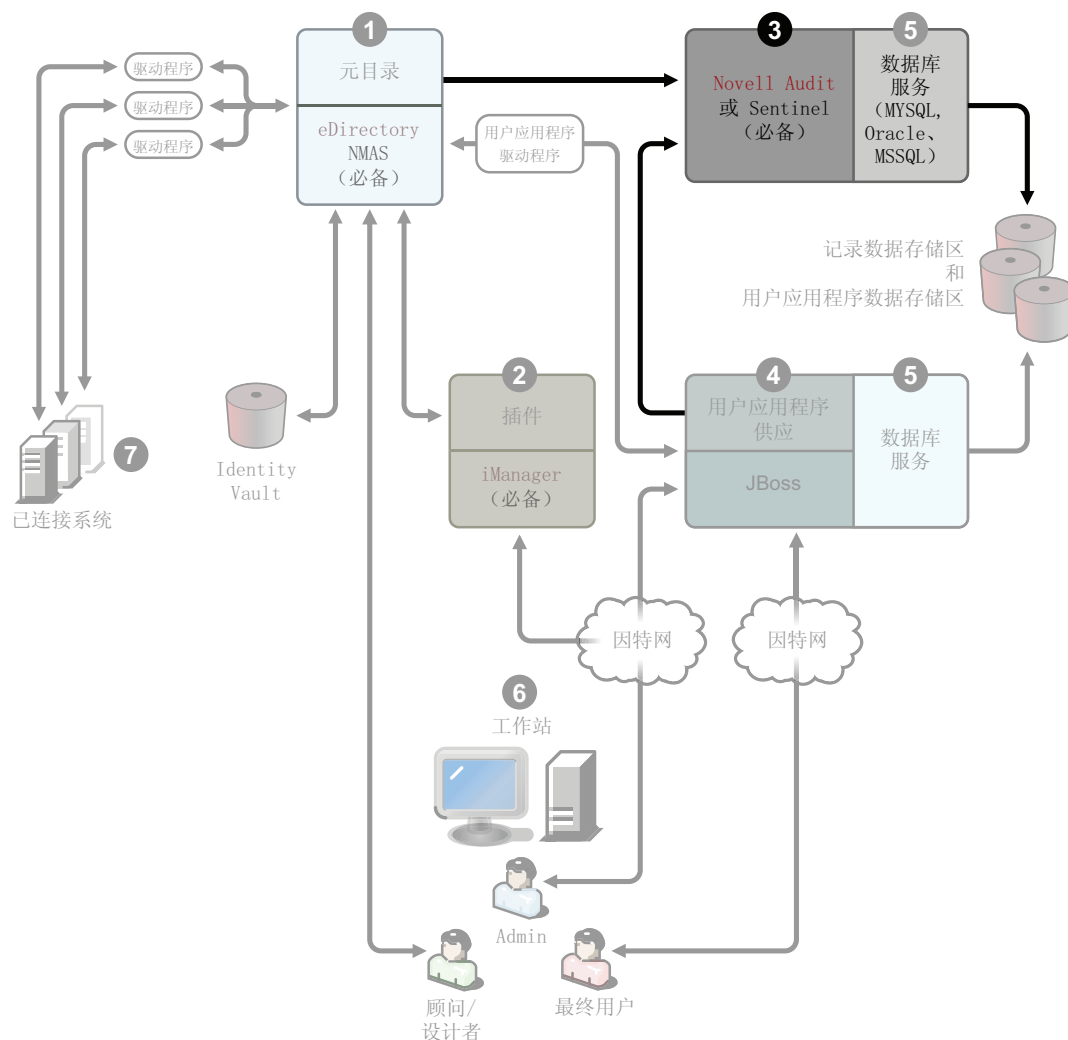 1
元目录
eDirectory
NMAS
(必备)
驱动程序
驱动程序
驱动程序
用户应用程序
驱动程序
3
Novell Audit
或 Sentinel
(必备)
5
数据库
服务
(MYSQL,
Oracle、
MSSQL)
记录数据存储区
和
用户应用程序数据存储区
Identity
Vault
7
已连接系统
2
插件
iManager
(必备)
4
用户应用程序
供应
JBoss
5
数据库
服务
因特网
因特网
6
工作站
Admin
顾问/
设计者
最终用户